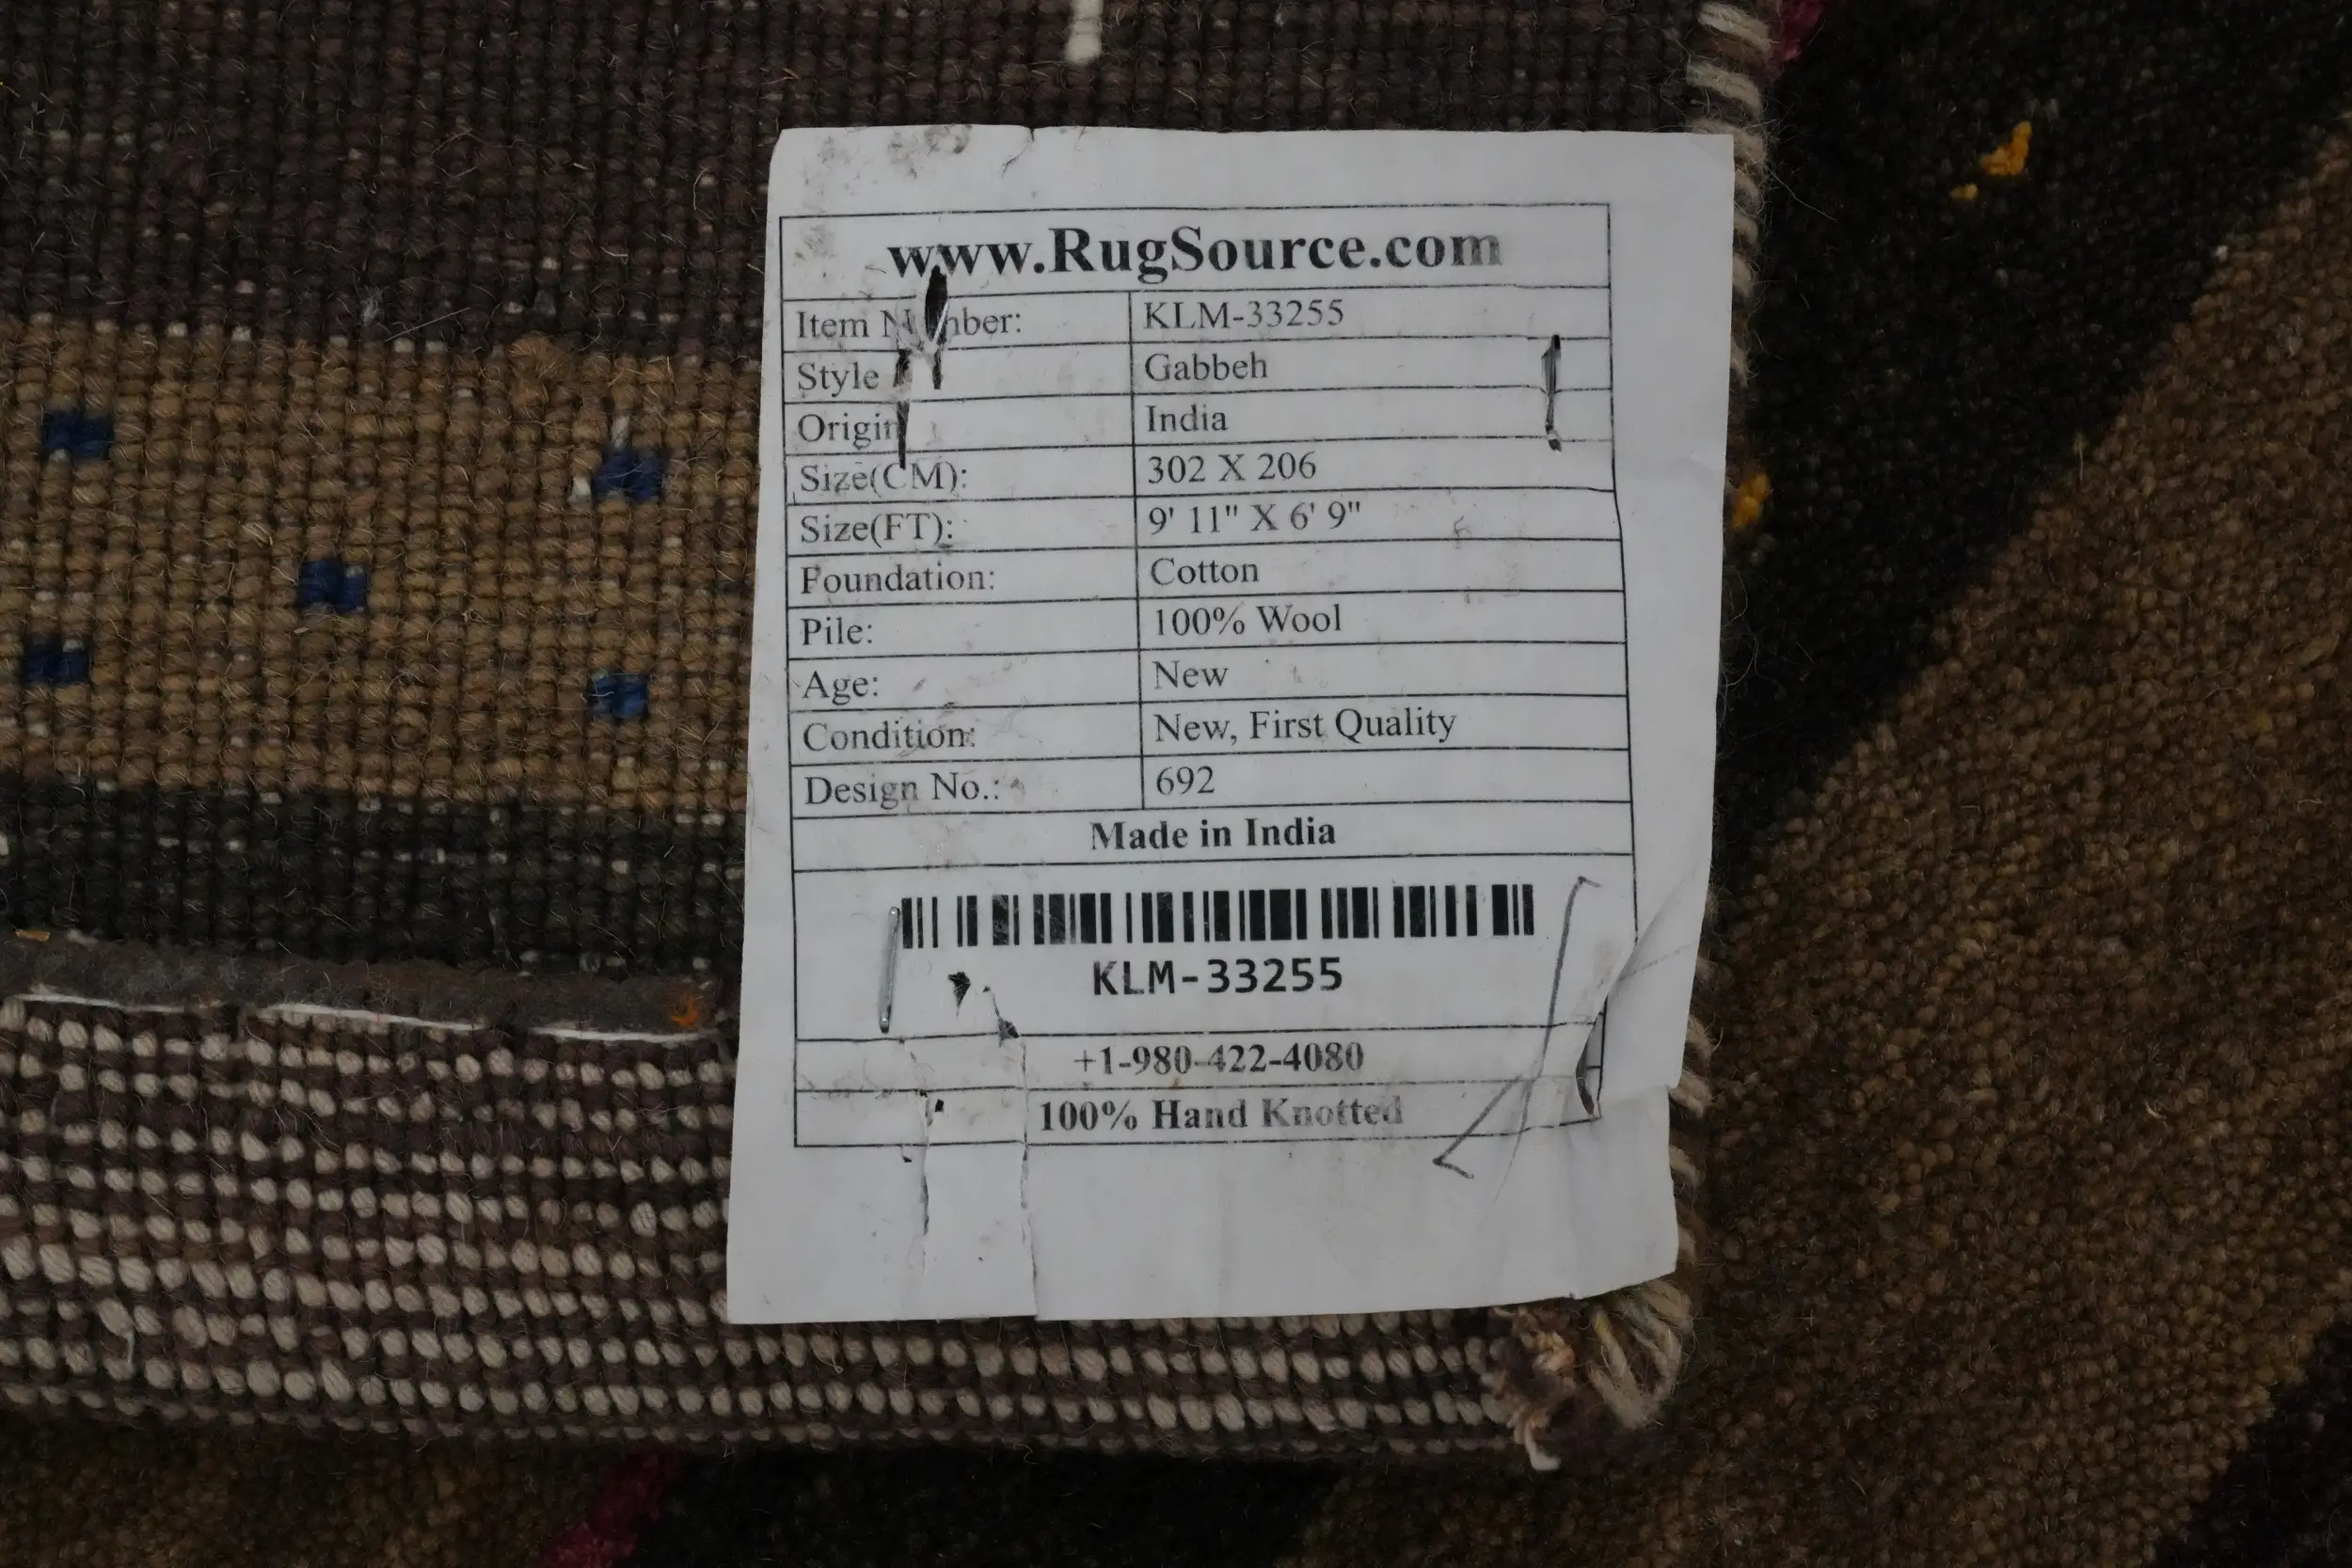 www.RugSource.com
Item Number: KLM-33255
Style Gabbeh
Origin India
Size(CM): 302 X 206
Size(FT): 9' 11" X 6' 9"
Foundation: Cotton
Pile: 100% Wool
Age: New
Condition: New, First Quality
Design No.: 692
Made in India
KLM-33255
+1-980-422-4080
100% Hand Knotted